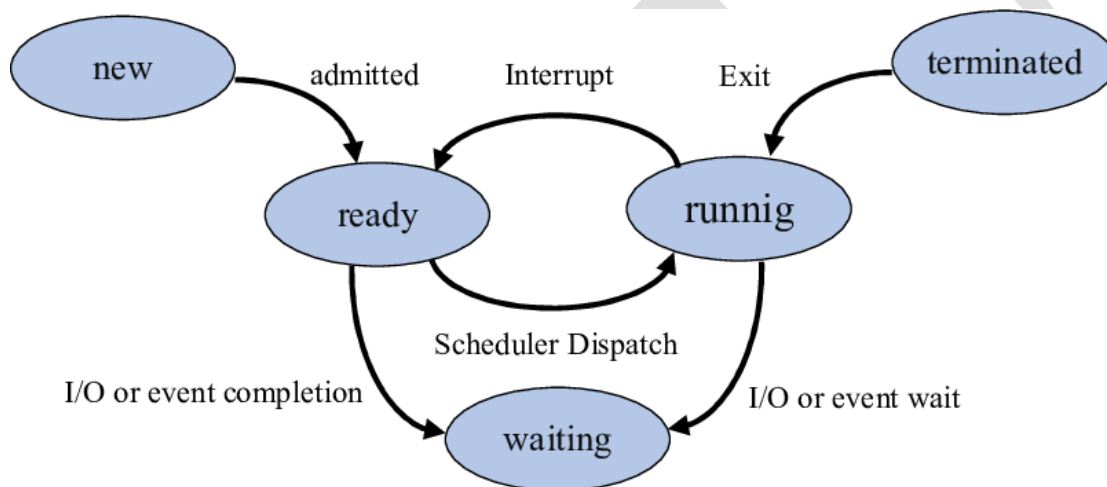 new
terminated
admitted
Interrupt
Exit
ready
runnig
Scheduler Dispatch
I/O or event completion
I/O or event wait
waiting